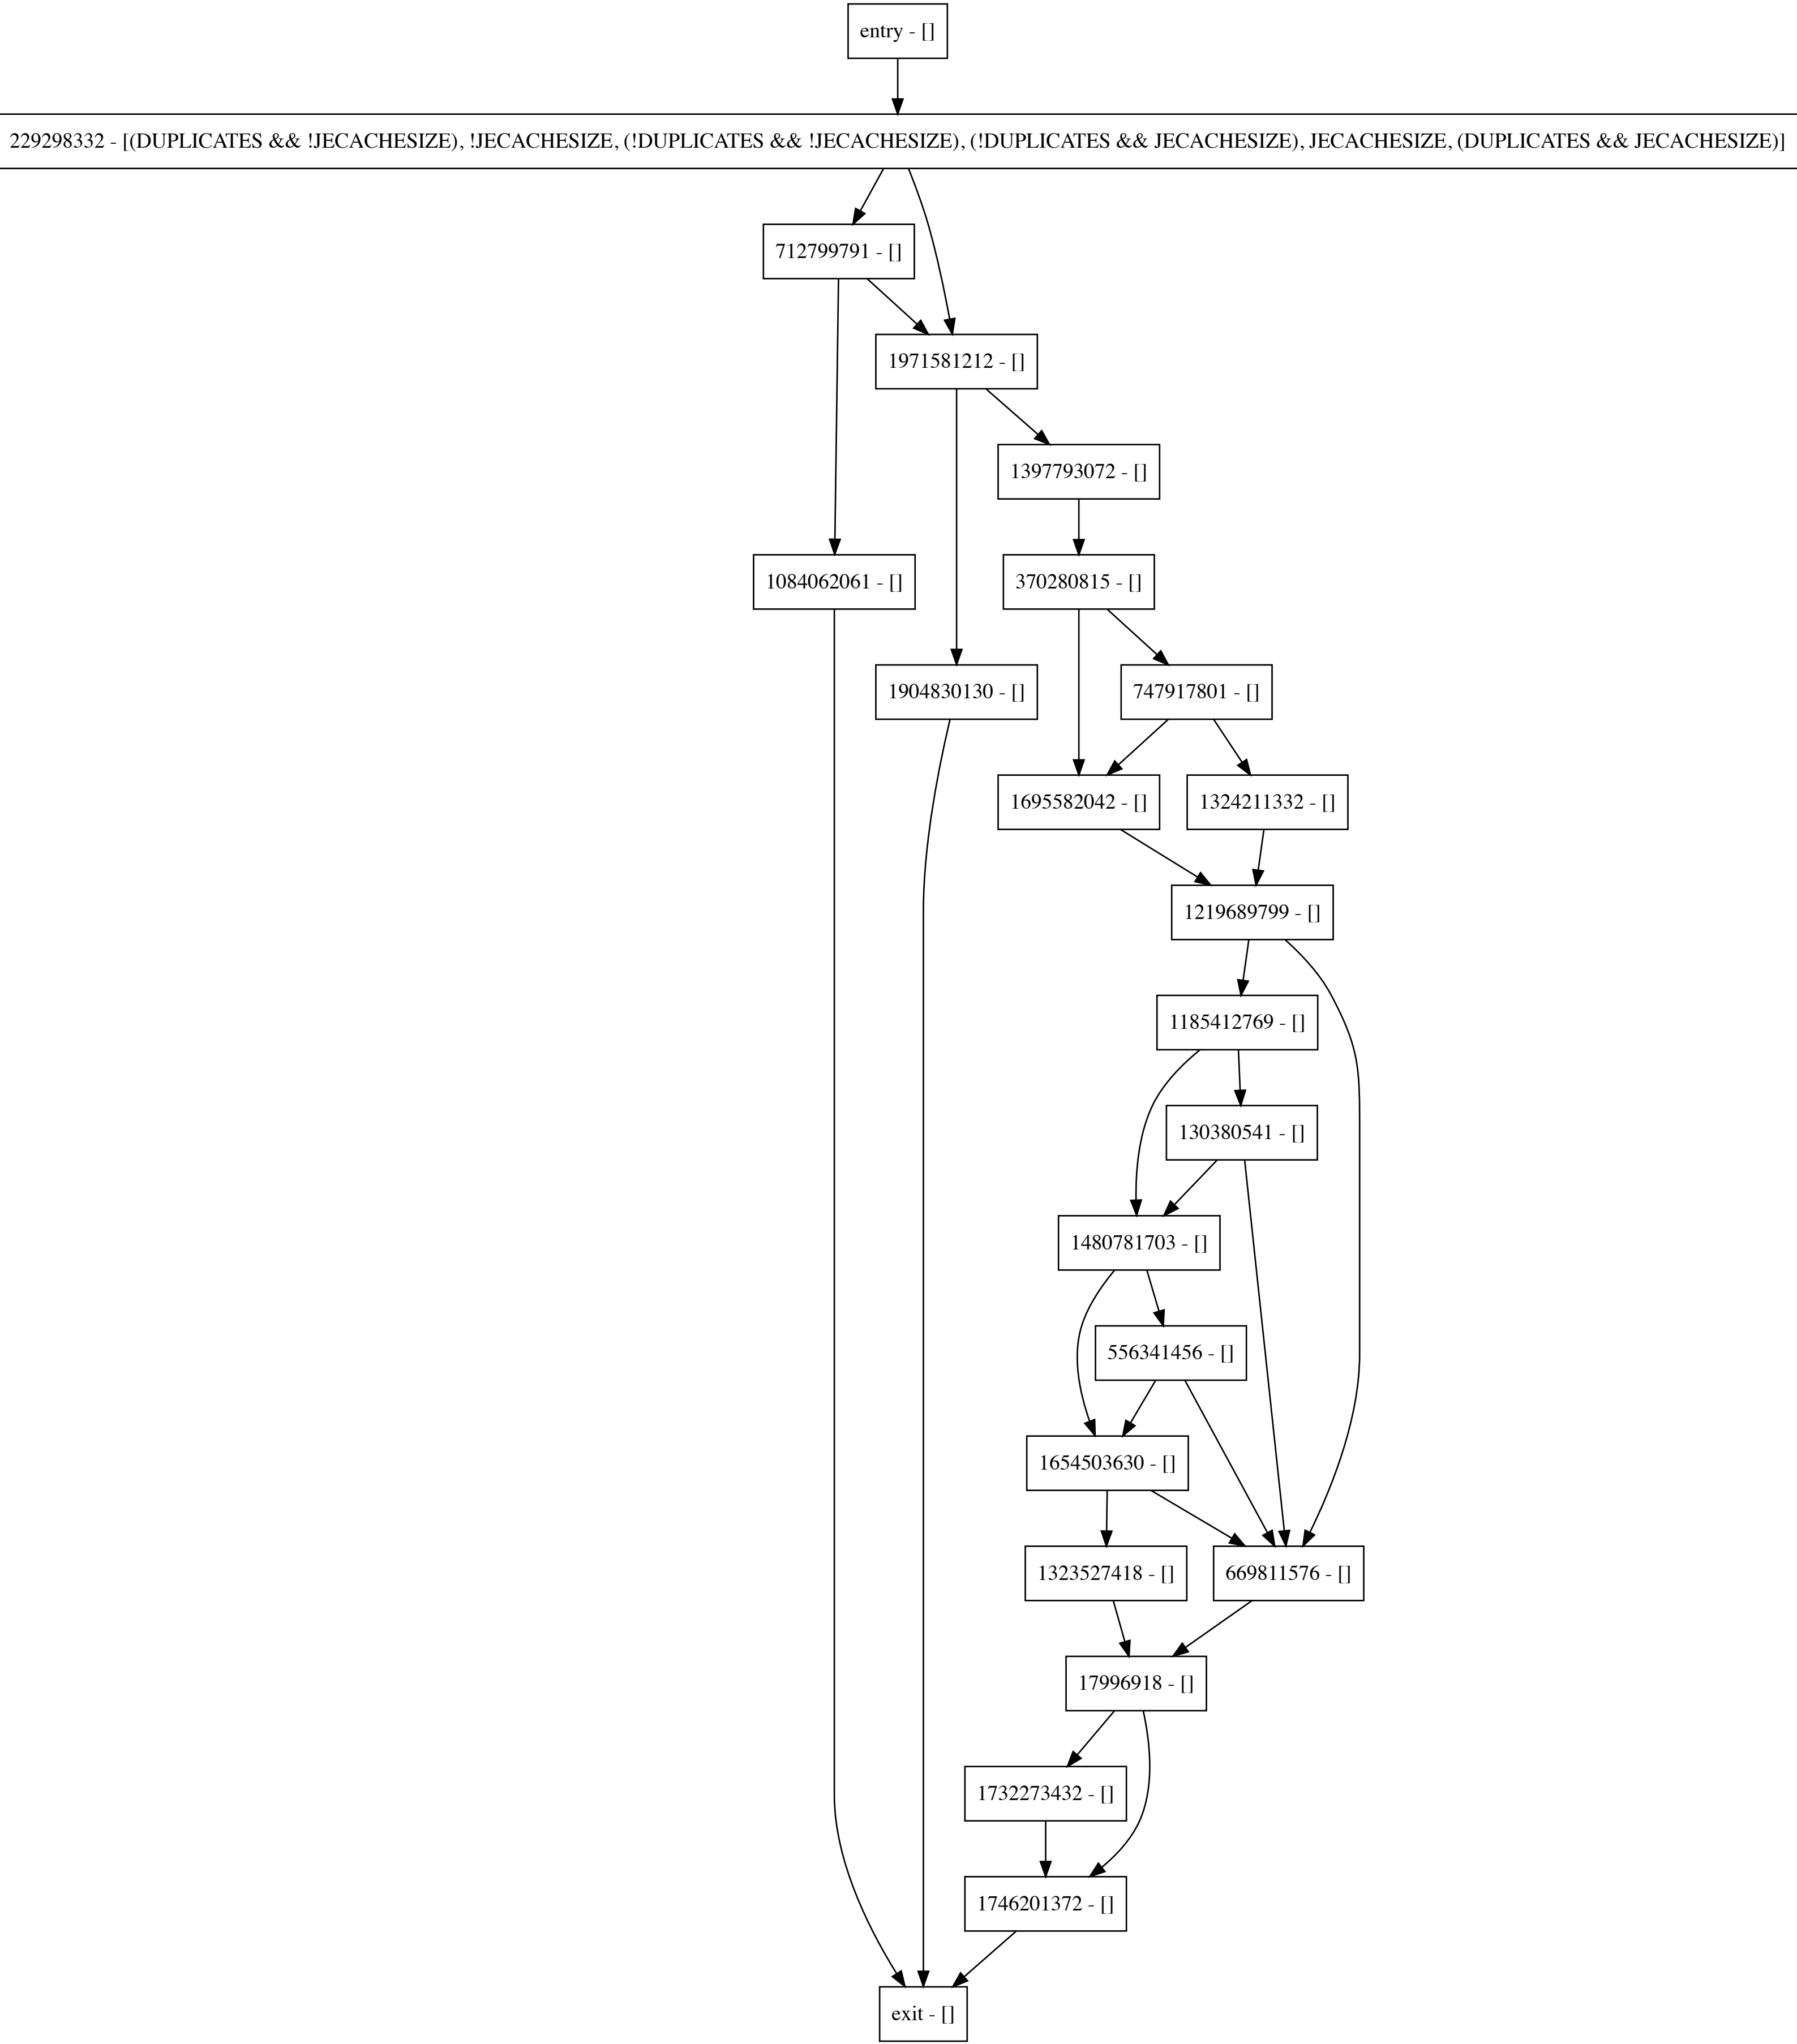 entry - []
229298332 - [(DUPLICATES && !JECACHESIZE), !JECACHESIZE, (!DUPLICATES && !JECACHESIZE), (!DUPLICATES && JECACHESIZE), JECACHESIZE, (DUPLICATES && JECACHESIZE)]
712799791 - []
1971581212 - []
1397793072 - []
1084062061 - []
370280815 - []
1904830130 - []
747917801 - []
1695582042 - []
1324211332 - []
1219689799 - []
1185412769 - []
130380541 - []
1480781703 - []
556341456 - []
1654503630 - []
1323527418 - []
669811576 - []
17996918 - []
1732273432 - []
1746201372 - []
exit - []